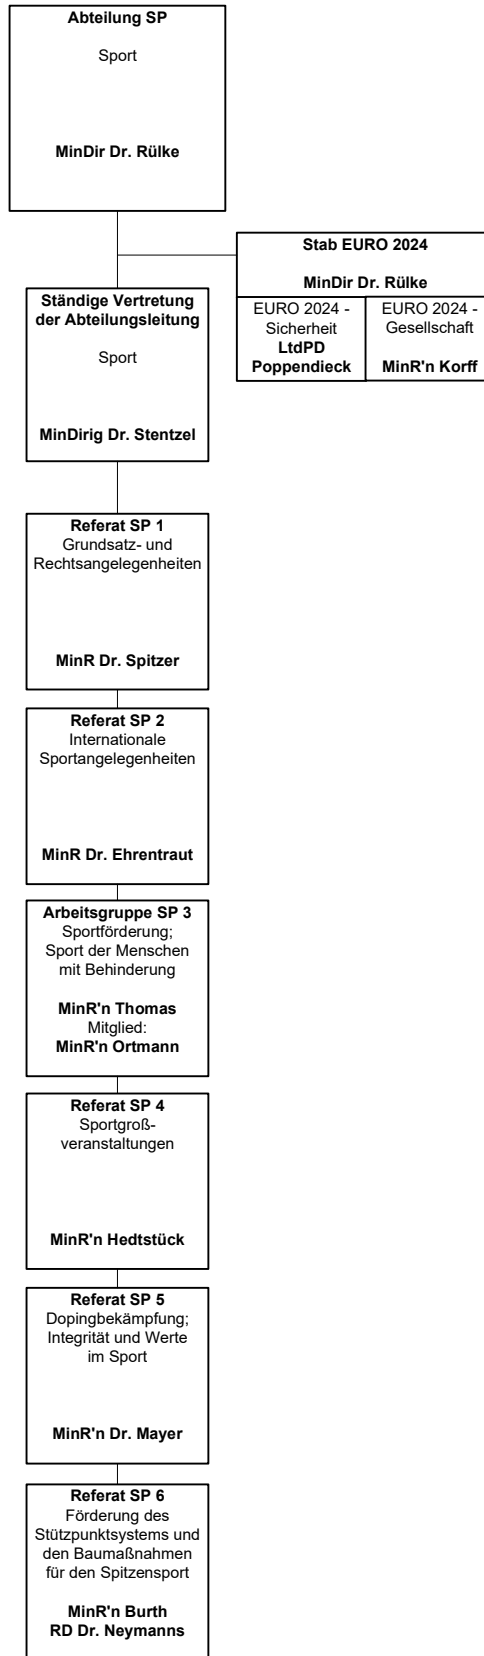 Abteilung SP
Sport
MinDir Dr. Rülke
Stab EURO 2024
MinDir Dr. Rülke
EURO 2024 -
Sicherheit
LtdPD
Poppendieck
EURO 2024 -
Gesellschaft
MinR'n Korff
Ständige Vertretung
der Abteilungsleitung
Sport
MinDirig Dr. Stentzel
Referat SP 1
Grundsatz- und
Rechtsangelegenheiten
MinR Dr. Spitzer
Referat SP 2
Internationale
Sportangelegenheiten
MinR Dr. Ehrentraut
Arbeitsgruppe SP 3
Sportförderung;
Sport der Menschen
mit Behinderung
MinR'n Thomas
Mitglied:
MinR'n Ortmann
Referat SP 4
Sportgroß-
veranstaltungen
MinR'n Hedtstück
Referat SP 5
Dopingbekämpfung;
Integrität und Werte
im Sport
MinR'n Dr. Mayer
Referat SP 6
Förderung des
Stützpunktsystems und
den Baumaßnahmen
für den Spitzensport
MinR'n Burth
RD Dr. Neymanns